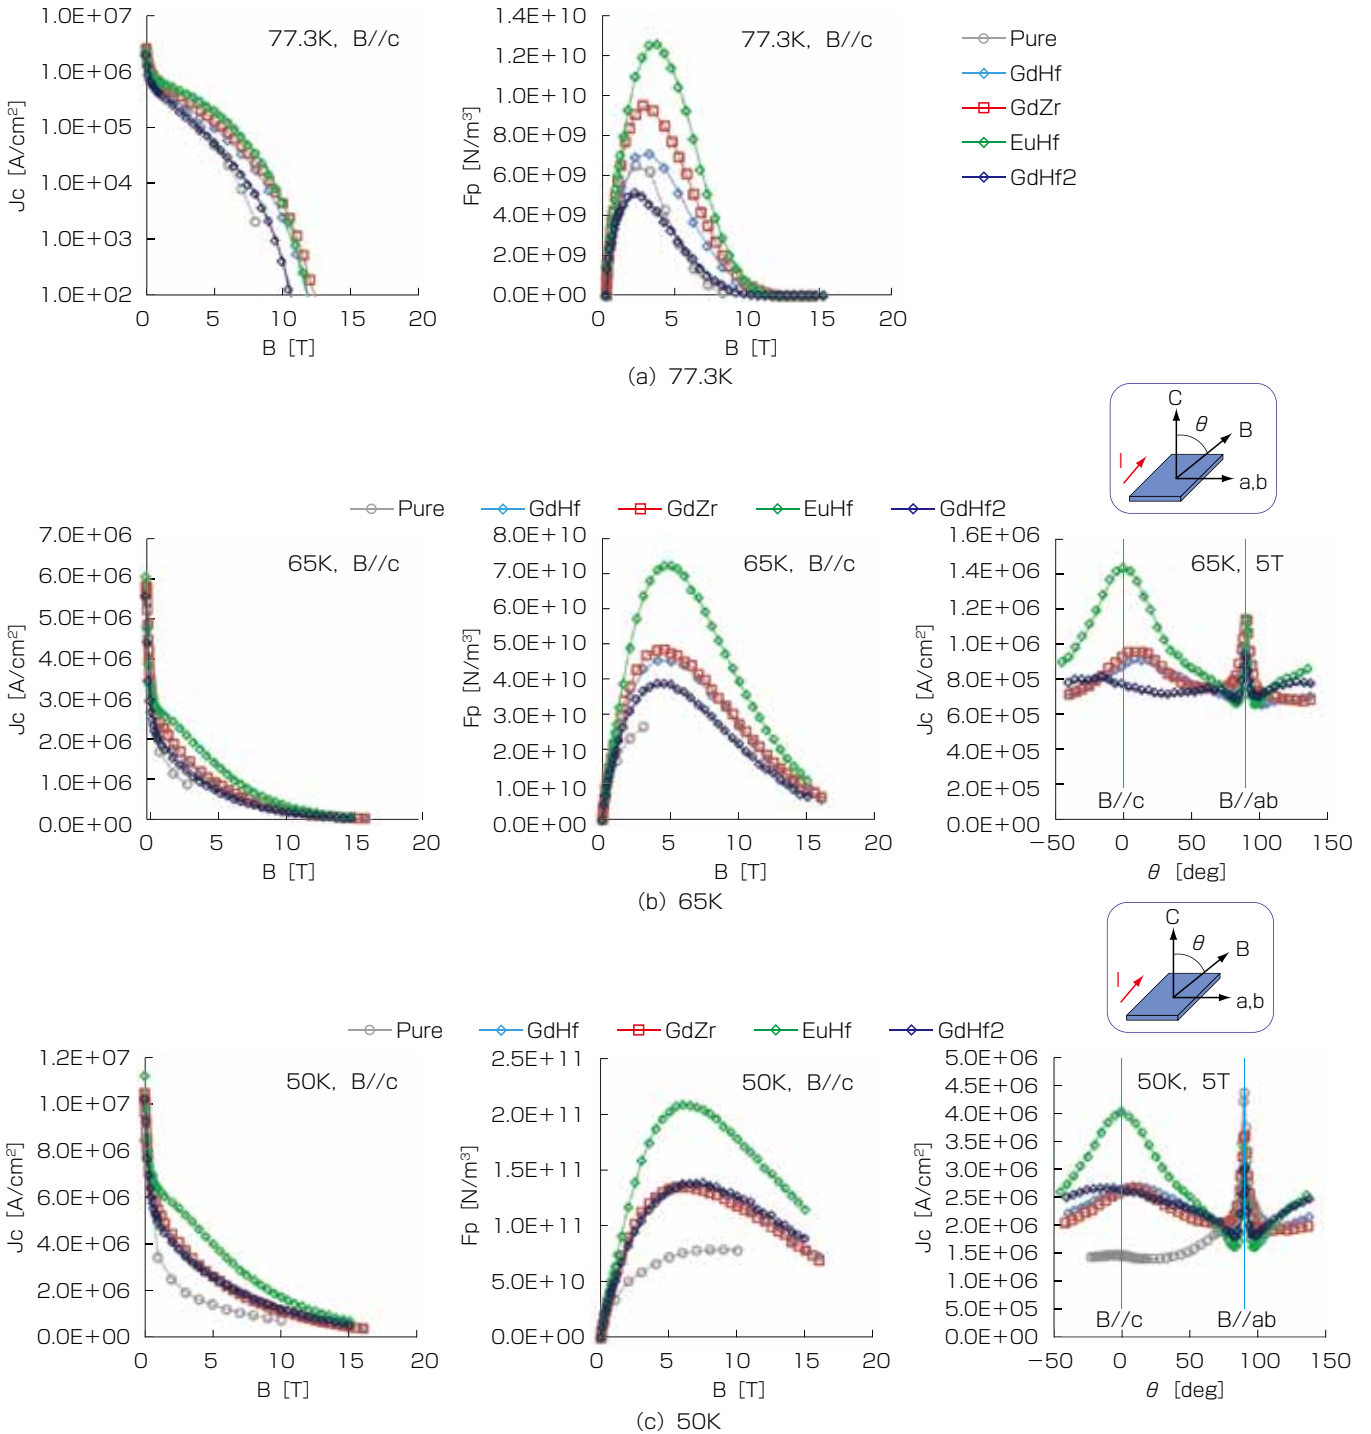 77.3K, B//c
Jc [A/cm²]
1.0E+07
1.0E+06
1.0E+05
1.0E+04
1.0E+03
1.0E+02
0 5 10 15 20
B [T]
77.3K, B//c
Fp [N/m³]
1.4E+10
1.2E+10
1.0E+10
8.0E+09
6.0E+09
4.0E+09
2.0E+09
0.0E+00
0 5 10 15 20
B [T]
Pure
GdHf
GdZr
EuHf
GdHf2
(a) 77.3K
C
θ
B
I
a,b
Pure GdHf GdZr EuHf GdHf2
65K, B//c
Jc [A/cm²]
7.0E+06
6.0E+06
5.0E+06
4.0E+06
3.0E+06
2.0E+06
1.0E+06
0.0E+00
0 5 10 15 20
B [T]
65K, B//c
Fp [N/m³]
8.0E+10
7.0E+10
6.0E+10
5.0E+10
4.0E+10
3.0E+10
2.0E+10
1.0E+10
0.0E+00
0 5 10 15 20
B [T]
65K, 5T
Jc [A/cm²]
1.6E+06
1.4E+06
1.2E+06
1.0E+06
8.0E+05
6.0E+05
4.0E+05
2.0E+05
0.0E+00
B//c B//ab
−50 0 50 100 150
θ [deg]
(b) 65K
C
θ
B
I
a,b
Pure GdHf GdZr EuHf GdHf2
50K, B//c
Jc [A/cm²]
1.2E+07
1.0E+07
8.0E+06
6.0E+06
4.0E+06
2.0E+06
0.0E+00
0 5 10 15 20
B [T]
50K, B//c
Fp [N/m³]
2.5E+11
2.0E+11
1.5E+11
1.0E+11
5.0E+10
0.0E+00
0 5 10 15 20
B [T]
50K, 5T
Jc [A/cm²]
5.0E+06
4.5E+06
4.0E+06
3.5E+06
3.0E+06
2.5E+06
2.0E+06
1.5E+06
1.0E+06
5.0E+05
0.0E+00
B//c B//ab
−50 0 50 100 150
θ [deg]
(c) 50K